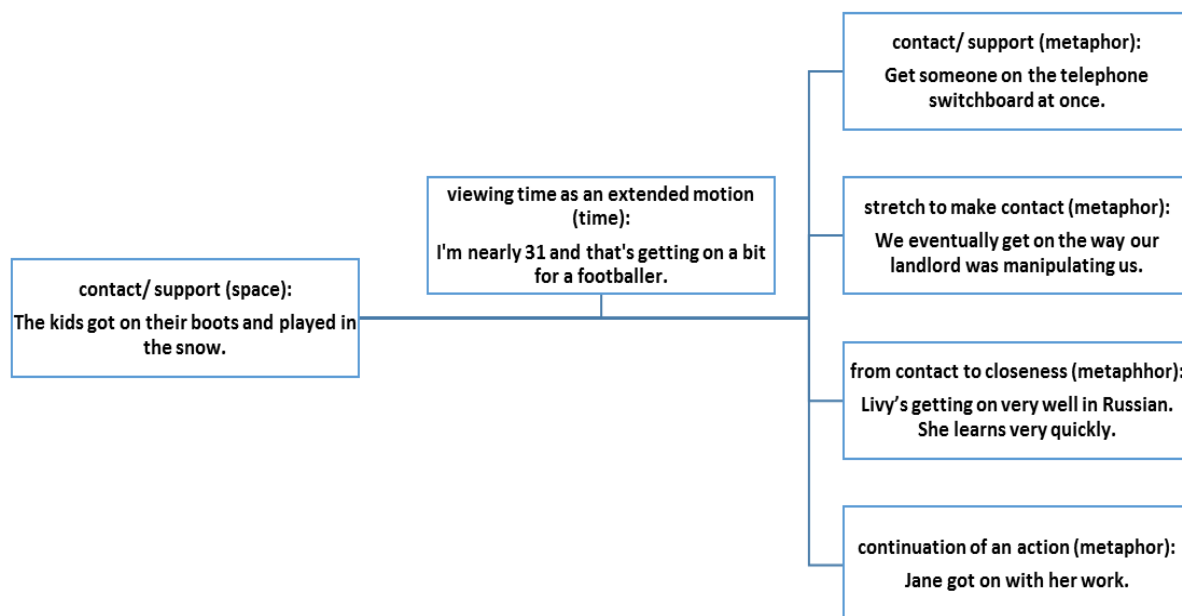 contact/ support (space):
The kids got on their boots and played in
the snow.
viewing time as an extended motion
(time):
I'm nearly 31 and that's getting on a bit
for a footballer.
contact/ support (metaphor):
Get someone on the telephone
switchboard at once.
stretch to make contact (metaphor):
We eventually get on the way our
landlord was manipulating us.
from contact to closeness (metaphhor):
Livy’s getting on very well in Russian.
She learns very quickly.
continuation of an action (metaphor):
Jane got on with her work.